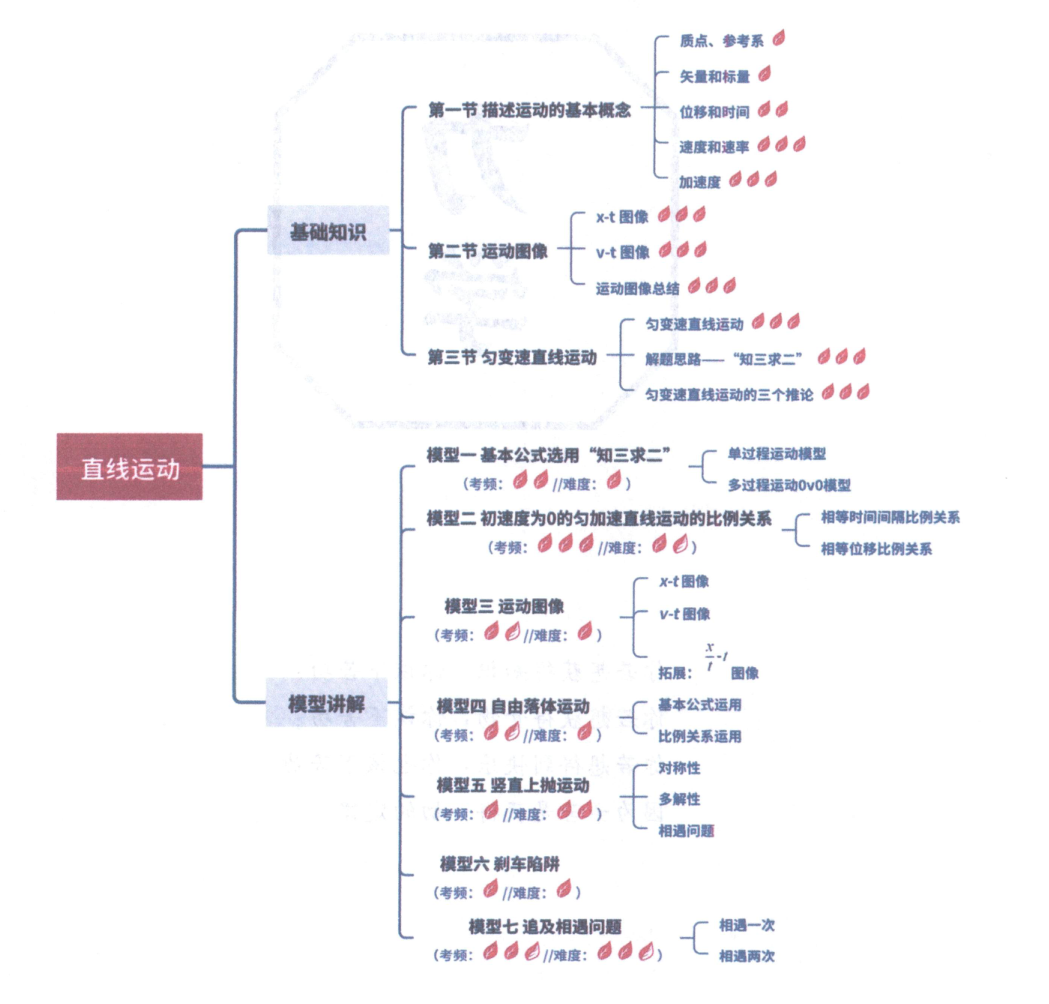 直线运动
基础知识
第一节 描述运动的基本概念
质点、参考系
矢量和标量
位移和时间
速度和速率
加速度
第二节 运动图像
x-t 图像
v-t 图像
运动图像总结
第三节 匀变速直线运动
匀变速直线运动
解题思路——“知三求二”
匀变速直线运动的三个推论
模型讲解
模型一 基本公式选用“知三求二”
(考频： //难度： )
单过程运动模型
多过程运动0v0模型
模型二 初速度为0的匀加速直线运动的比例关系
(考频： //难度： )
相等时间间隔比例关系
相等位移比例关系
模型三 运动图像
(考频： //难度： )
x-t 图像
v-t 图像
拓展： x/t-t 图像
模型四 自由落体运动
(考频： //难度： )
基本公式运用
比例关系运用
模型五 竖直上抛运动
(考频： //难度： )
对称性
多解性
相遇问题
模型六 刹车陷阱
(考频： //难度： )
模型七 追及相遇问题
(考频： //难度： )
相遇一次
相遇两次